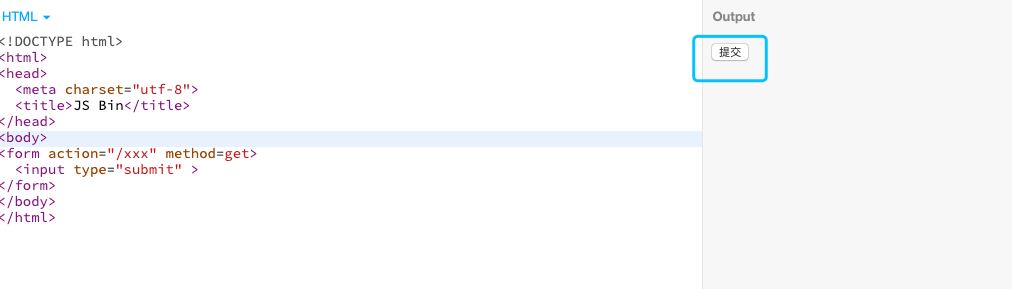 HTML
Output
<!DOCTYPE html>
<html>
<head>
  <meta charset="utf-8">
  <title>JS Bin</title>
</head>
<body>
<form action="/xxx" method=get>
  <input type="submit" >
</form>
</body>
</html>
提交